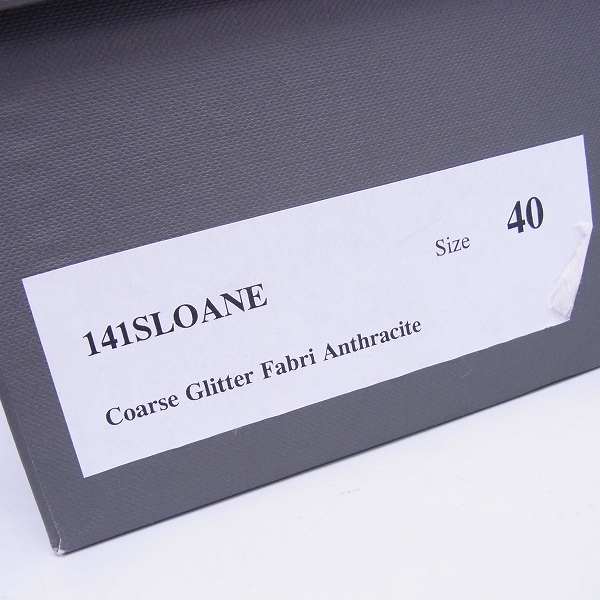 Size 40
141SLOANE
Coarse Glitter Fabri Anthracite